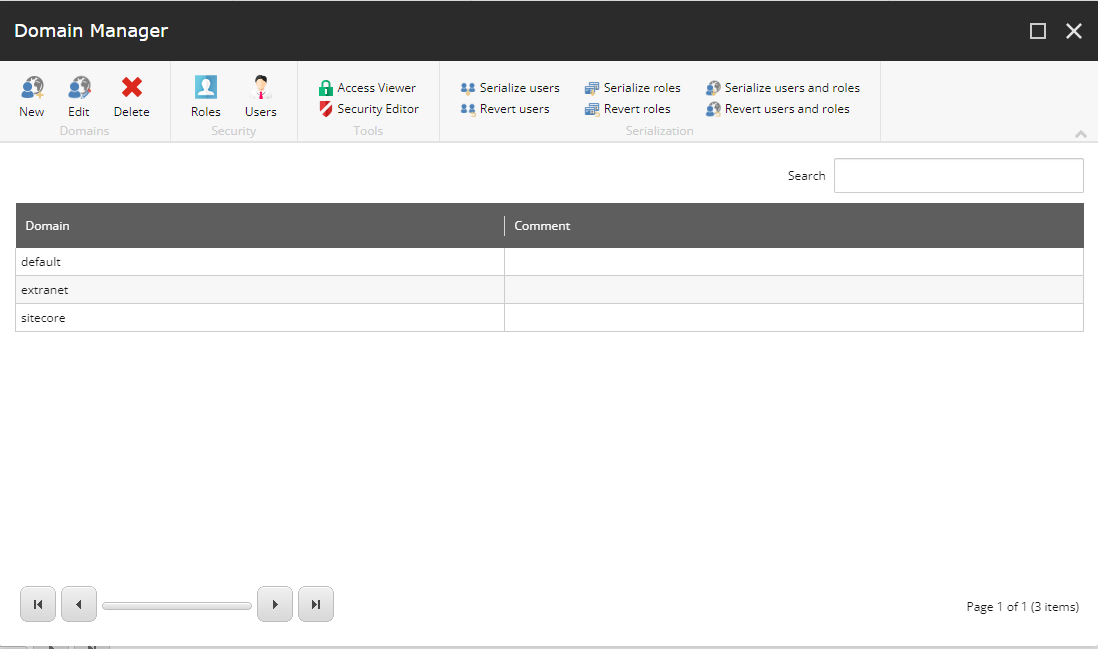 Domain Manager
New Edit Delete Roles Users Access Viewer Serialize users Serialize roles Serialize users and roles
Security Editor Revert users Revert roles Revert users and roles
Domains Security Tools Serialization
Search
Domain Comment
default
extranet
sitecore
Page 1 of 1 (3 items)